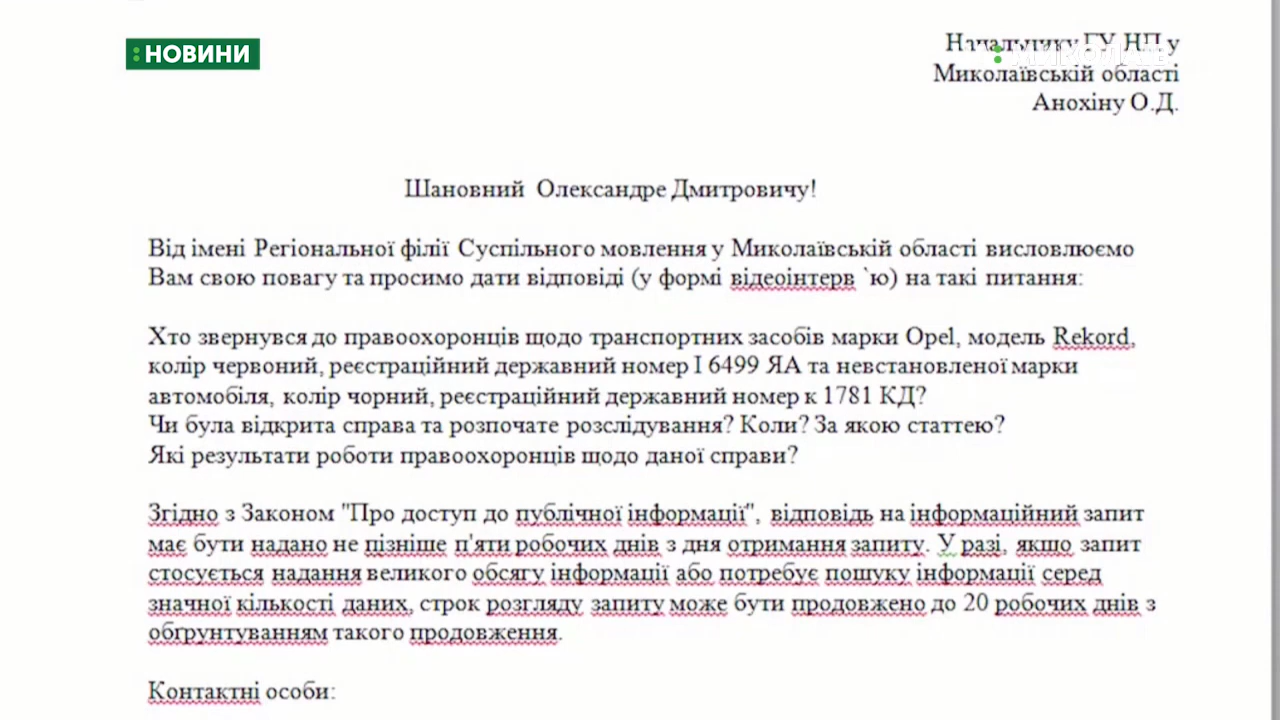 НОВИНИ
Начальнику ГУ НП у
МИКОЛАЇВ
Миколаївській області
Анохіну О.Д.
Шановний Олександре Дмитровичу!
Від імені Регіональної філії Суспільного мовлення у Миколаївській області висловлюємо
Вам свою повагу та просимо дати відповіді (у формі відеоінтерв `ю) на такі питання:
Хто звернувся до правоохоронців щодо транспортних засобів марки Opel, модель Rekord,
колір червоний, реєстраційний державний номер І 6499 ЯА та невстановленої марки
автомобіля, колір чорний, реєстраційний державний номер к 1781 КД?
Чи була відкрита справа та розпочате розслідування? Коли? За якою статтею?
Які результати роботи правоохоронців щодо даної справи?
Згідно з Законом "Про доступ до публічної інформації", відповідь на інформаційний запит
має бути надано не пізніше п'яти робочих днів з дня отримання запиту. У разі, якщо запит
стосується надання великого обсягу інформації або потребує пошуку інформації серед
значної кількості даних, строк розгляду запиту може бути продовжено до 20 робочих днів з
обґрунтуванням такого продовження.
Контактні особи: